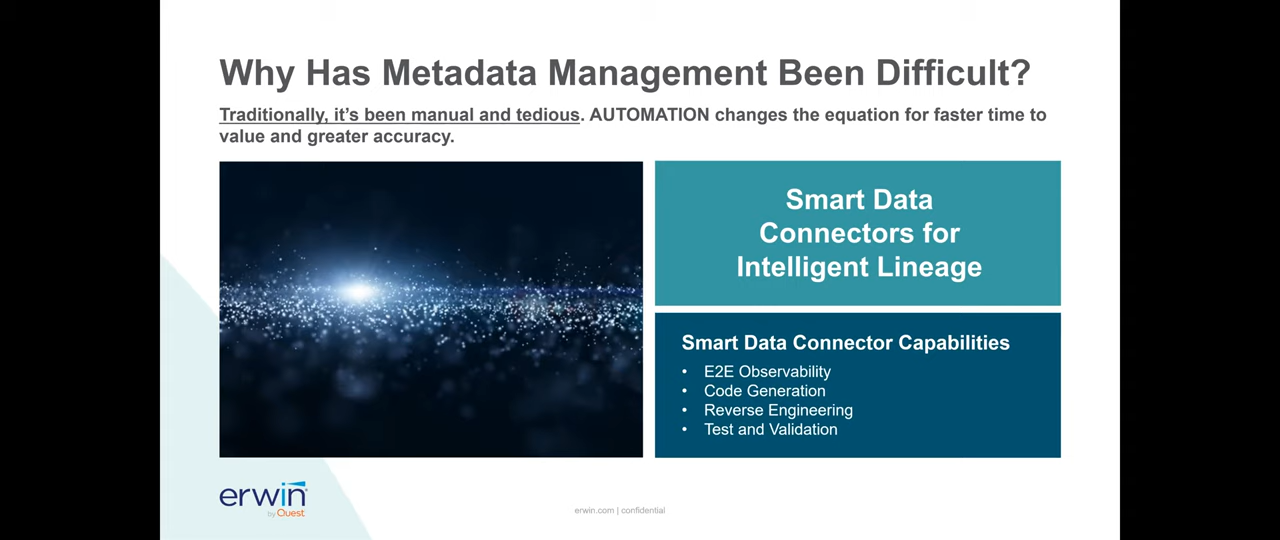 Why Has Metadata Management Been Difficult?
Traditionally, it's been manual and tedious. AUTOMATION changes the equation for faster time to
value and greater accuracy.
Smart Data
Connectors for
Intelligent Lineage
Smart Data Connector Capabilities
• E2E Observability
• Code Generation
• Reverse Engineering
• Test and Validation
erwin
by Quest
erwin.com | confidential